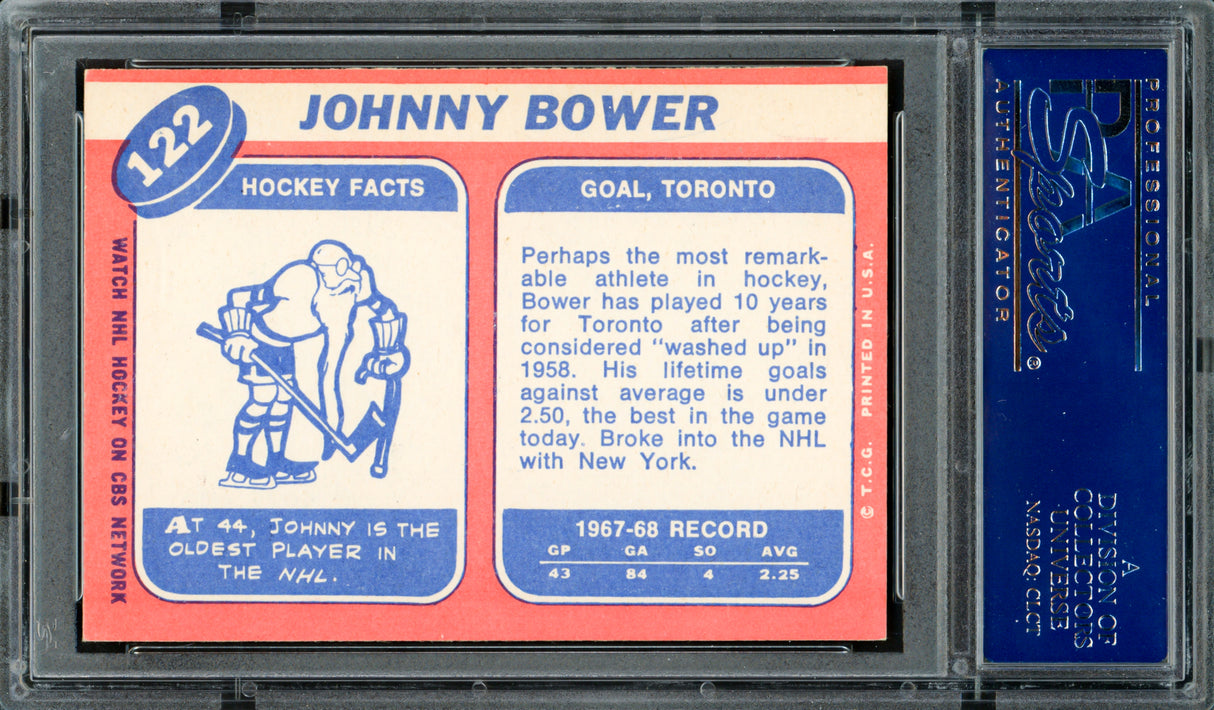 122
JOHNNY BOWER
HOCKEY FACTS
AT 44, JOHNNY IS THE
OLDEST PLAYER IN
THE NHL.
GOAL, TORONTO
Perhaps the most remark-
able athlete in hockey,
Bower has played 10 years
for Toronto after being
considered "washed up" in
1958. His lifetime goals
against average is under
2.50, the best in the game
today. Broke into the NHL
with New York.
1967-68 RECORD
GP GA SO AVG
43 84 4 2.25
WATCH NHL HOCKEY ON CBS NETWORK
© T.C.G. PRINTED IN U.S.A.
PROFESSIONAL
PSA
Sports®
AUTHENTICATOR
A
DIVISION OF
COLLECTORS
UNIVERSE
NASDAQ: CLCT